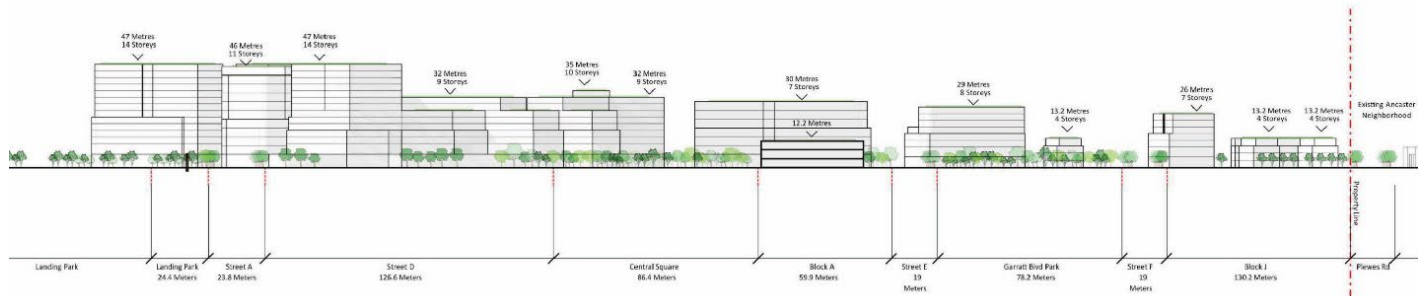 47 Metres
14 Storeys
46 Metres
11 Storeys
47 Metres
14 Storeys
32 Metres
9 Storeys
35 Metres
10 Storeys
32 Metres
9 Storeys
30 Metres
7 Storeys
12.2 Metres
29 Metres
8 Storeys
13.2 Metres
4 Storeys
26 Metres
7 Storeys
13.2 Metres
4 Storeys
13.2 Metres
4 Storeys
Existing Ancaster
Neighborhood
Property Line
Landing Park
Landing Park
24.4 Meters
Street A
23.8 Meters
Street D
126.6 Meters
Central Square
86.4 Meters
Block A
59.9 Meters
Street E
19
Meters
Garratt Blvd Park
78.2 Meters
Street F
19
Meters
Block J
130.2 Meters
Plewes Rd